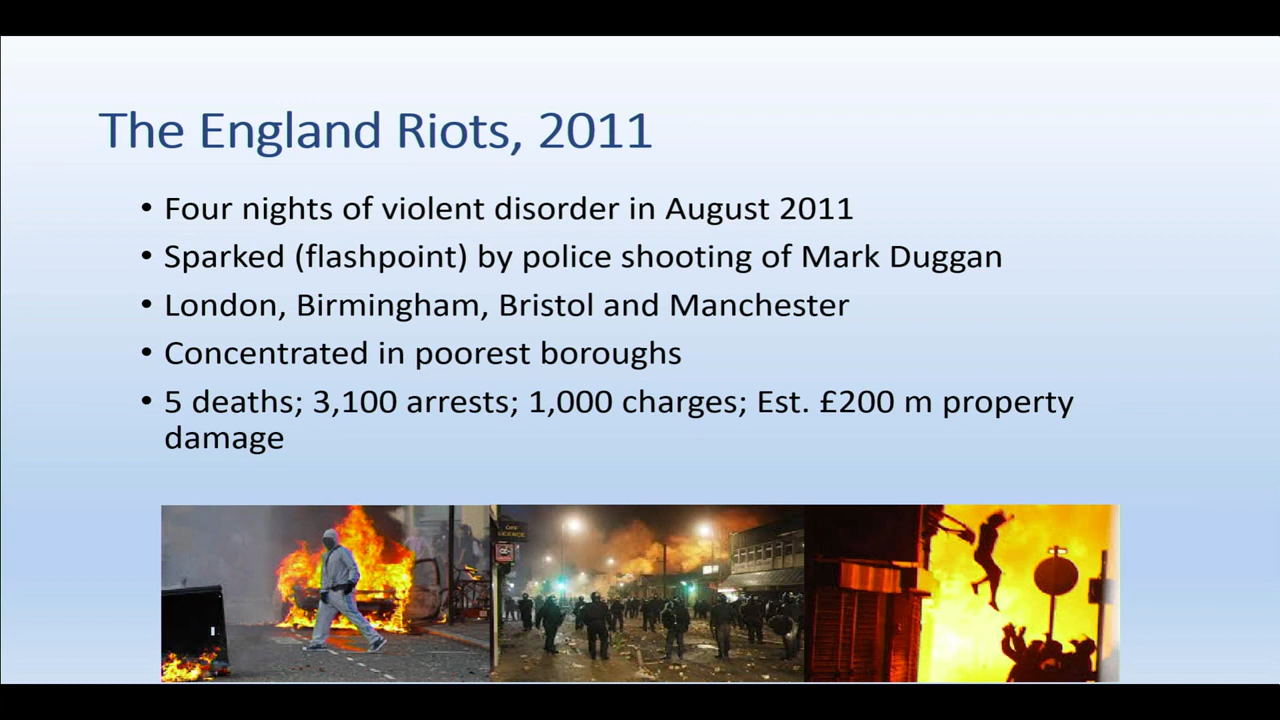 The England Riots, 2011
• Four nights of violent disorder in August 2011
• Sparked (flashpoint) by police shooting of Mark Duggan
• London, Birmingham, Bristol and Manchester
• Concentrated in poorest boroughs
• 5 deaths; 3,100 arrests; 1,000 charges; Est. £200 m property
damage
OFF
LICENCE